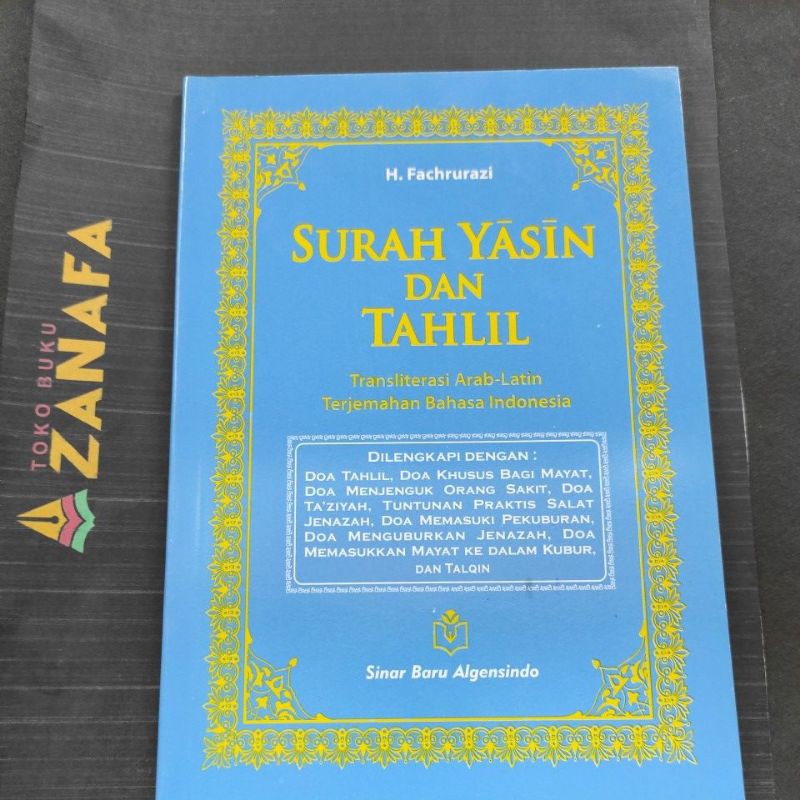 TOKO BUKU
ZANAFA
H. Fachrurazi
SURAH YĀSĪN
DAN
TAHLIL
Transliterasi Arab-Latin
Terjemahan Bahasa Indonesia
DILENGKAPI DENGAN :
DOA TAHLIL, DOA KHUSUS BAGI MAYAT,
DOA MENJENGUK ORANG SAKIT, DOA
TA'ZIYAH, TUNTUNAN PRAKTIS SALAT
JENAZAH, DOA MEMASUKI PEKUBURAN,
DOA MENGUBURKAN JENAZAH, DOA
MEMASUKKAN MAYAT KE DALAM KUBUR,
DAN TALQIN
Sinar Baru Algensindo